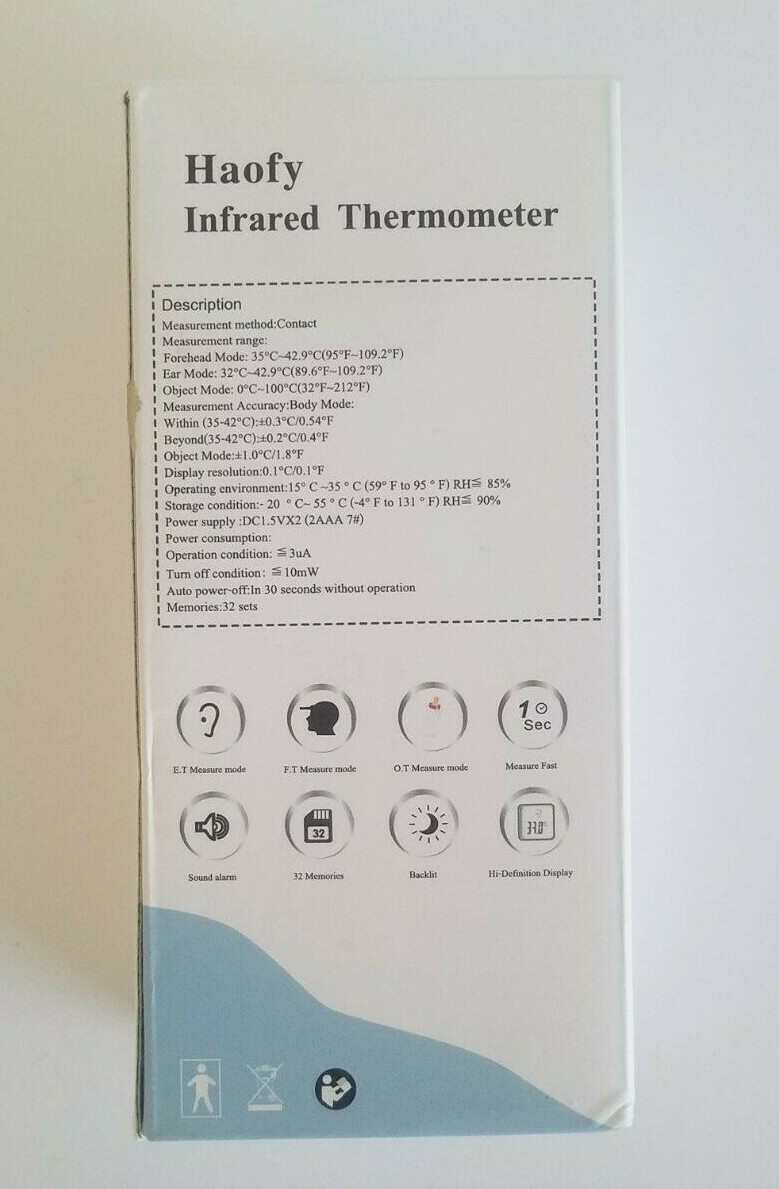 Haofy
Infrared Thermometer
Description
Measurement method:Contact
Measurement range:
Forehead Mode: 35°C~42.9°C(95°F~109.2°F)
Ear Mode: 32°C~42.9°C(89.6°F~109.2°F)
Object Mode: 0°C~100°C(32°F~212°F)
Measurement Accuracy:Body Mode:
Within (35-42°C):±0.3°C/0.54°F
Beyond(35-42°C):±0.2°C/0.4°F
Object Mode:±1.0°C/1.8°F
Display resolution:0.1°C/0.1°F
Operating environment:15° C ~35 ° C (59° F to 95 ° F) RH≦ 85%
Storage condition:- 20 ° C~ 55 ° C (-4° F to 131 ° F) RH≦ 90%
Power supply :DC1.5VX2 (2AAA 7#)
Power consumption:
Operation condition: ≦3uA
Turn off condition: ≦10mW
Auto power-off:In 30 seconds without operation
Memories:32 sets
1 Sec
E.T Measure mode
F.T Measure mode
O.T Measure mode
Measure Fast
32
Sound alarm
32 Memories
Backlit
Hi-Definition Display